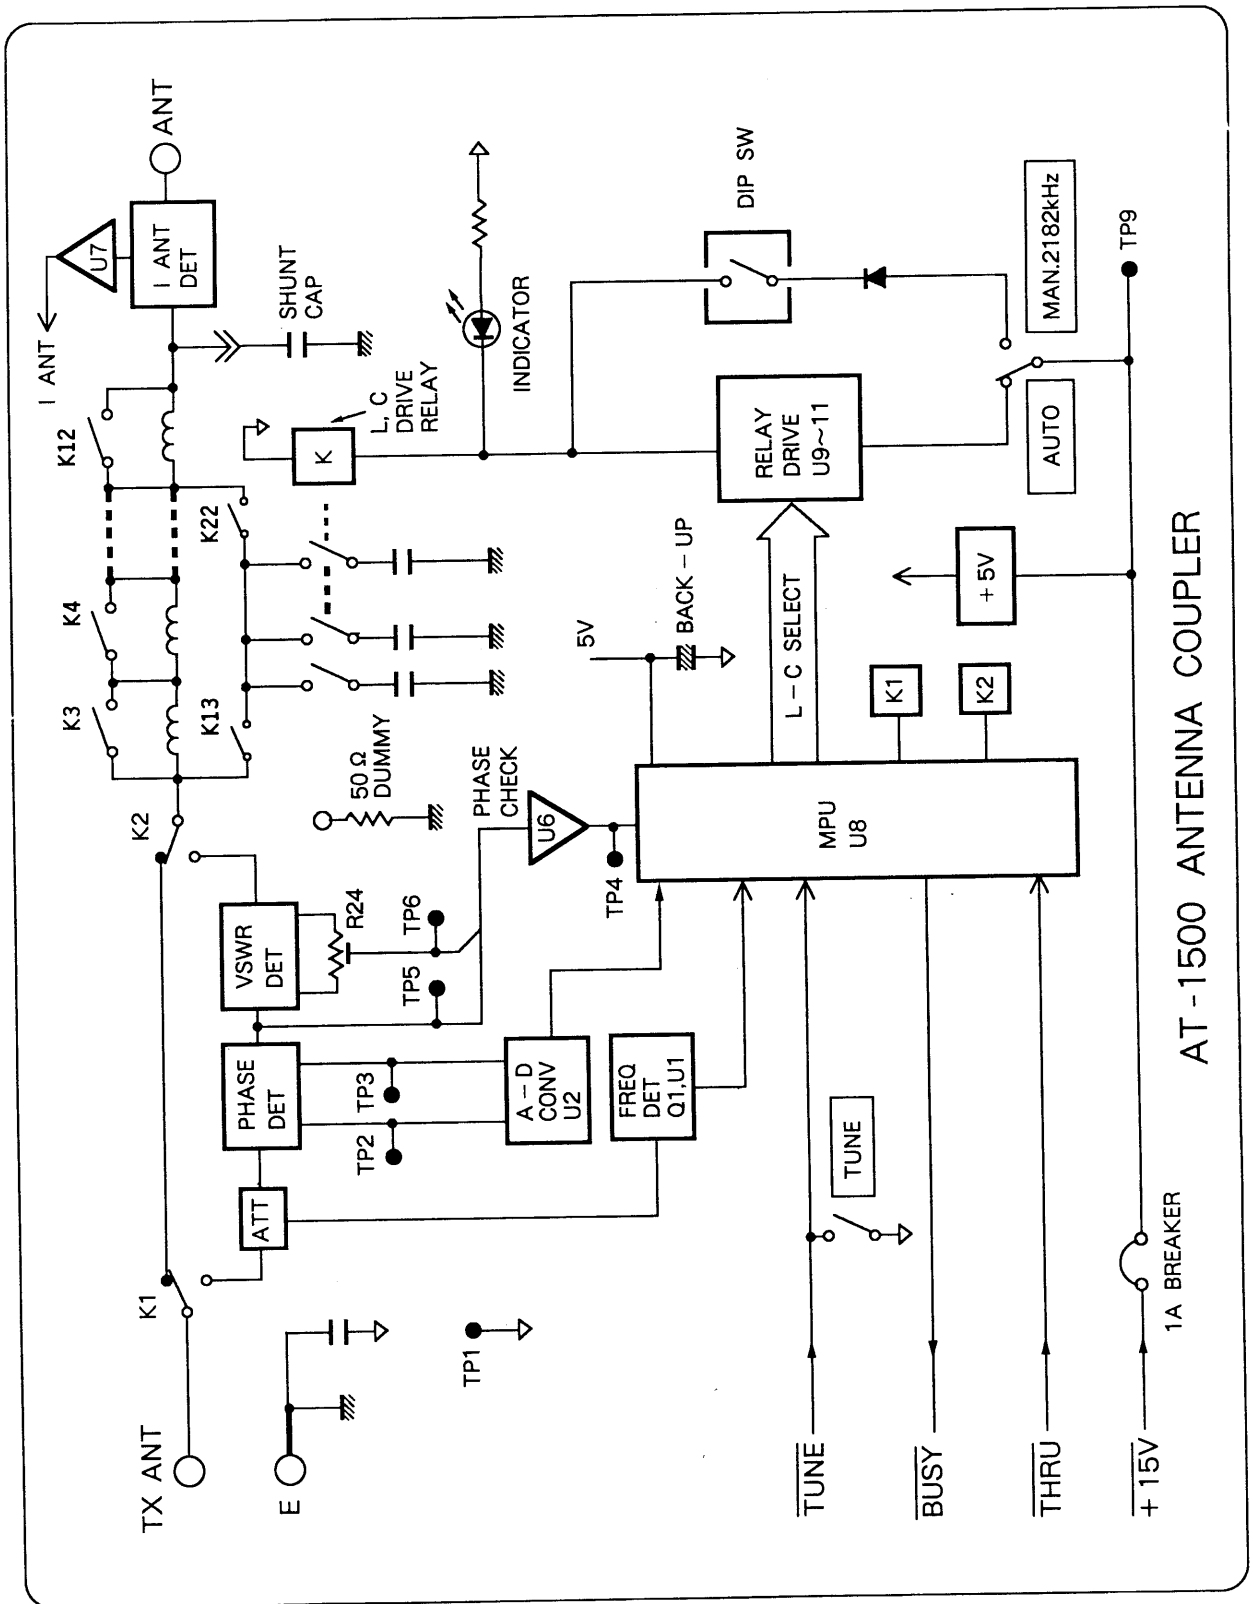 TX ANT
K1
K2
K3
K4
K12
I ANT
U7
ANT
I ANT
DET
E
ATT
PHASE
DET
VSWR
DET
R24
K13
K22
SHUNT
CAP
50Ω
DUMMY
K
L, C
DRIVE
RELAY
TP1
TP2
TP3
TP5
TP6
PHASE
CHECK
INDICATOR
A-D
CONV
U2
U6
TP4
5V
BACK-UP
FREQ
DET
Q1,U1
DIP SW
TUNE
TUNE
MPU
U8
L-C SELECT
RELAY
DRIVE
U9~11
BUSY
K1
K2
THRU
+5V
AUTO
MAN.2182kHz
+15V
1A BREAKER
TP9
AT-1500 ANTENNA COUPLER